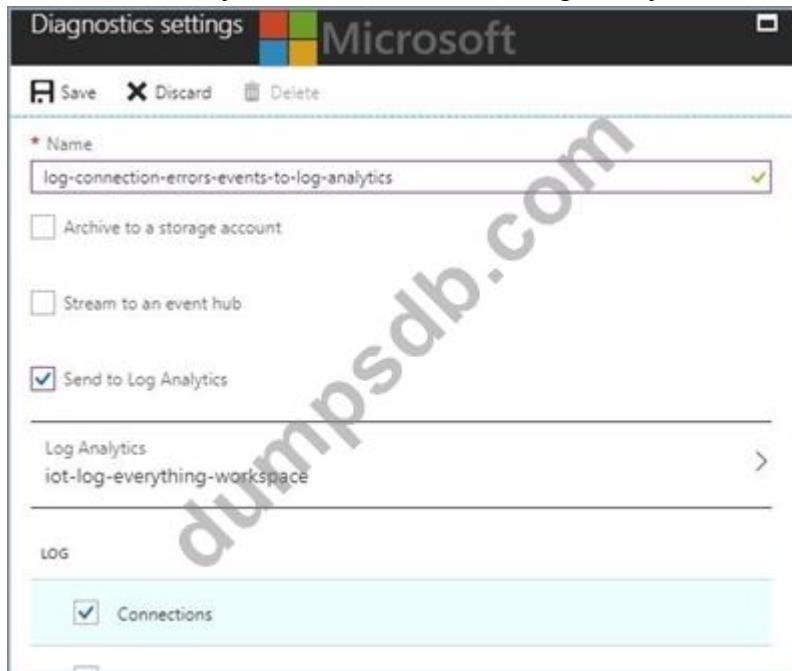 Diagnostics settings
Microsoft
Save Discard Delete
* Name
log-connection-errors-events-to-log-analytics
Archive to a storage account
Stream to an event hub
Send to Log Analytics
Log Analytics
iot-log-everything-workspace
LOG
Connections
dumpsdb.com